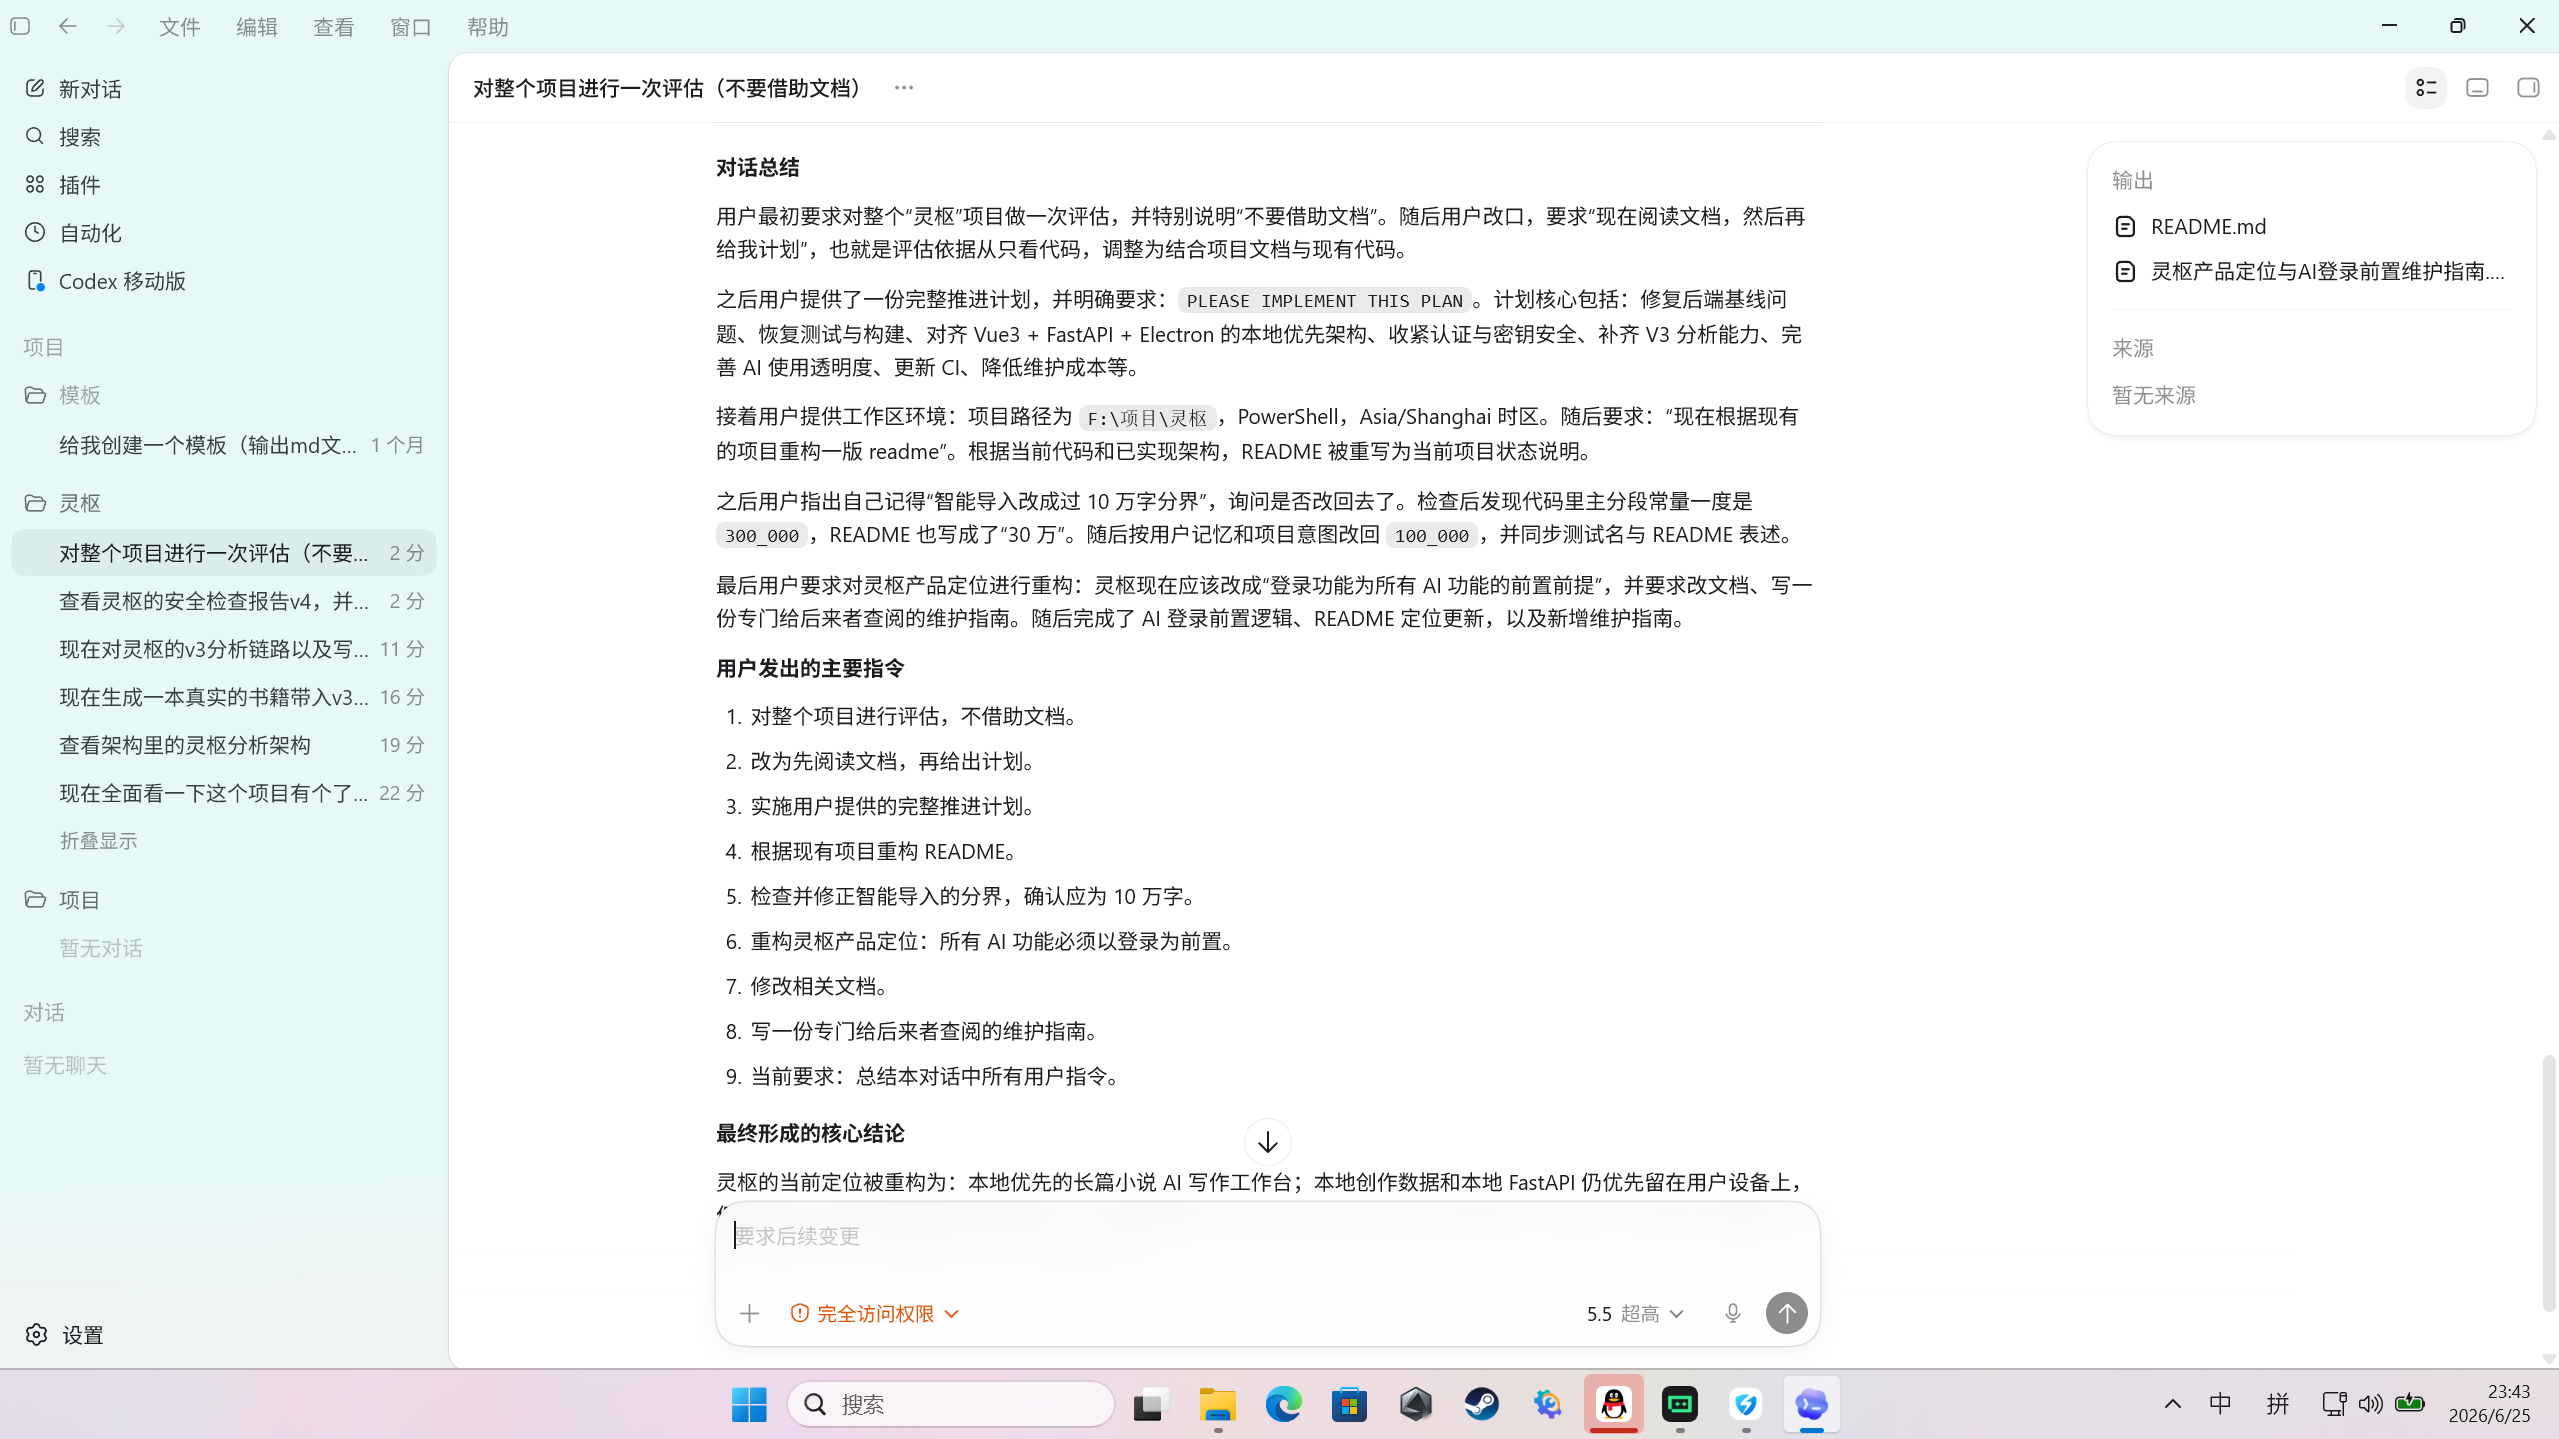 文件 编辑 查看 窗口 帮助
新对话
搜索
插件
自动化
Codex 移动版
项目
模板
给我创建一个模板（输出md文... 1 个月
灵枢
对整个项目进行一次评估（不要... 2 分
查看灵枢的安全检查报告v4，并... 2 分
现在对灵枢的v3分析链路以及写... 11 分
现在生成一本真实的书籍带入v3... 16 分
查看架构里的灵枢分析架构 19 分
现在全面看一下这个项目有个了... 22 分
折叠显示
项目
暂无对话
对话
暂无聊天
设置
对整个项目进行一次评估（不要借助文档） ...
对话总结
用户最初要求对整个“灵枢”项目做一次评估，并特别说明“不要借助文档”。随后用户改口，要求“现在阅读文档，然后再
给我计划”，也就是评估依据从只看代码，调整为结合项目文档与现有代码。
之后用户提供了一份完整推进计划，并明确要求：PLEASE IMPLEMENT THIS PLAN。计划核心包括：修复后端基线问
题、恢复测试与构建、对齐 Vue3 + FastAPI + Electron 的本地优先架构、收紧认证与密钥安全、补齐 V3 分析能力、完
善 AI 使用透明度、更新 CI、降低维护成本等。
接着用户提供工作区环境：项目路径为 F:\项目\灵枢，PowerShell，Asia/Shanghai 时区。随后要求：“现在根据现有
的项目重构一版 readme”。根据当前代码和已实现架构，README 被重写为当前项目状态说明。
之后用户指出自己记得“智能导入改成过 10 万字分界”，询问是否改回去了。检查后发现代码里主分段常量一度是
300_000，README 也写成了“30 万”。随后按用户记忆和项目意图改回 100_000，并同步测试名与 README 表述。
最后用户要求对灵枢产品定位进行重构：灵枢现在应该改成“登录功能为所有 AI 功能的前置前提”，并要求改文档、写一
份专门给后来者查阅的维护指南。随后完成了 AI 登录前置逻辑、README 定位更新，以及新增维护指南。
用户发出的主要指令
1. 对整个项目进行评估，不借助文档。
2. 改为先阅读文档，再给出计划。
3. 实施用户提供的完整推进计划。
4. 根据现有项目重构 README。
5. 检查并修正智能导入的分界，确认应为 10 万字。
6. 重构灵枢产品定位：所有 AI 功能必须以登录为前置。
7. 修改相关文档。
8. 写一份专门给后来者查阅的维护指南。
9. 当前要求：总结本对话中所有用户指令。
最终形成的核心结论
灵枢的当前定位被重构为：本地优先的长篇小说 AI 写作工作台；本地创作数据和本地 FastAPI 仍优先留在用户设备上，
要求后续变更
完全访问权限
5.5 超高
输出
README.md
灵枢产品定位与AI登录前置维护指南....
来源
暂无来源
搜索
中 拼
23:43
2026/6/25